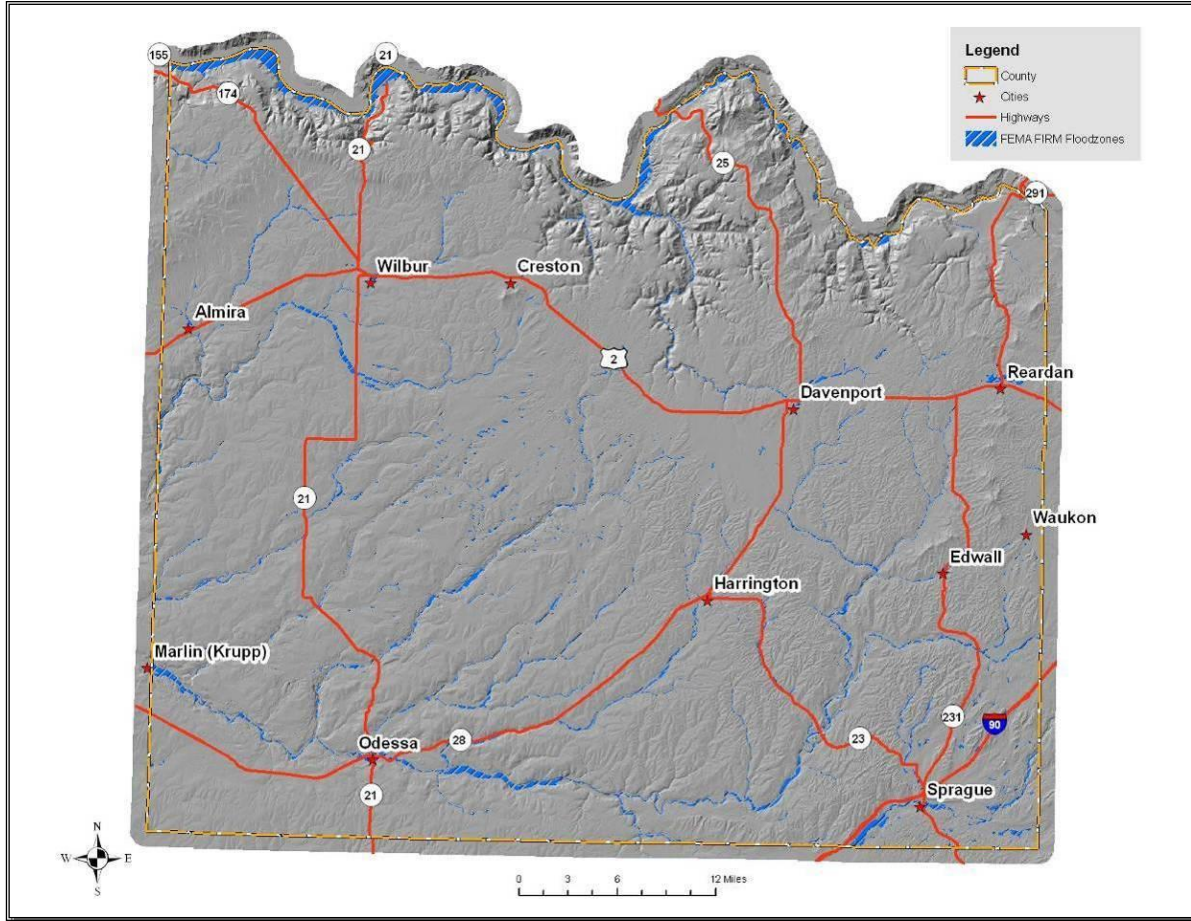 Legend
County
Cities
Highways
FEMA FIRM Floodzones
155
21
174
21
25
291
Wilbur
Creston
Almira
2
Reardan
Davenport
21
Waukon
Edwall
Harrington
Marlin (Krupp)
231
90
Odessa
28
23
21
Sprague
N
W
E
S
0
3
6
12 Miles